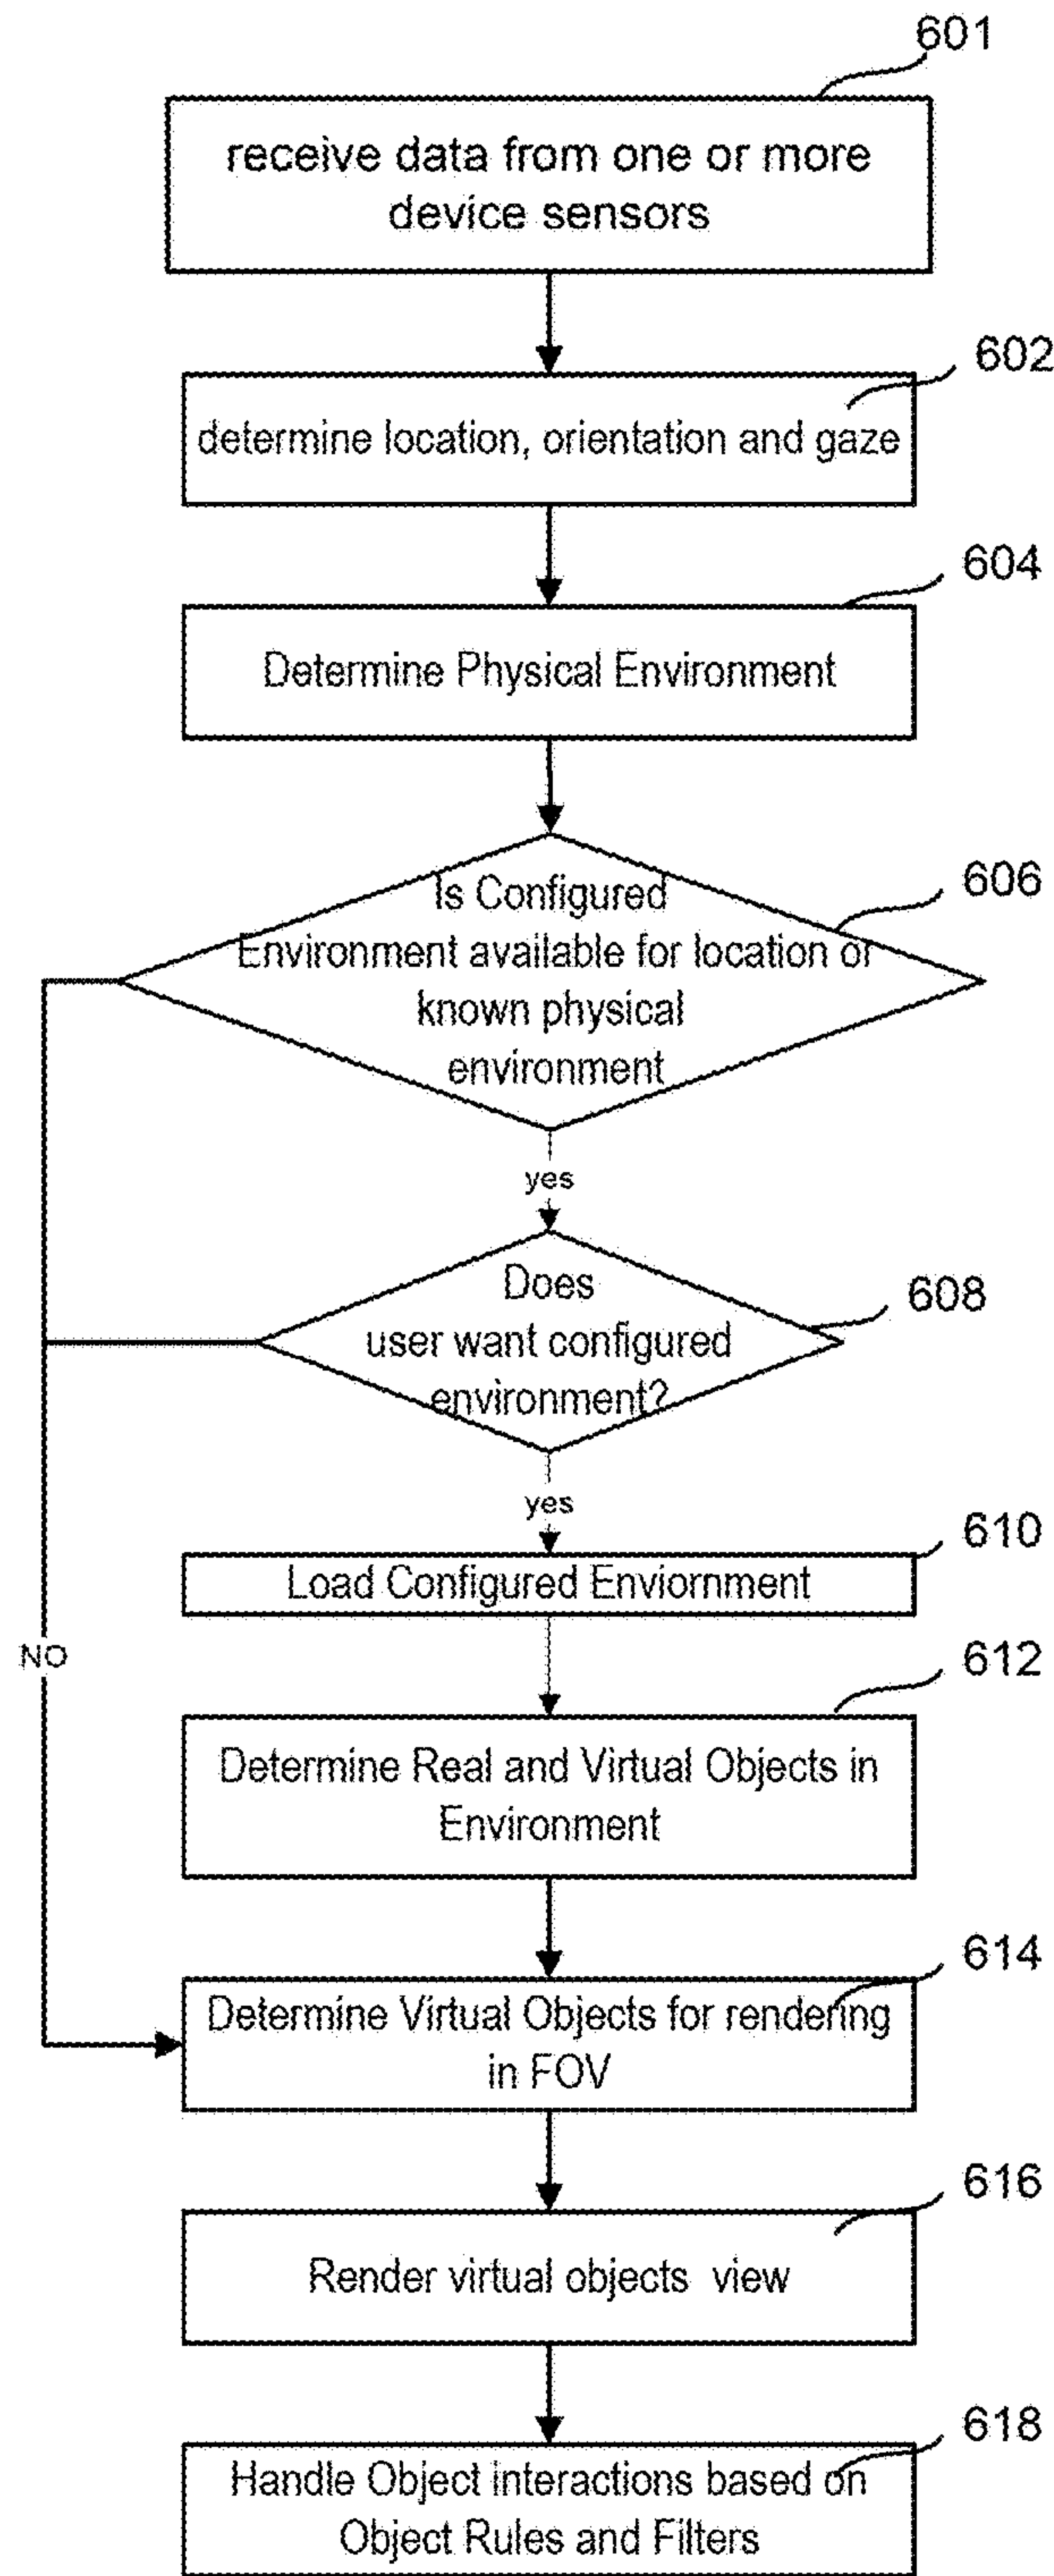 601
receive data from one or more
device sensors
602
determine location, orientation and gaze
604
Determine Physical Environment
606
Is Configured
Environment available for location or
known physical
environment
yes
608
Does
user want configured
environment?
yes
610
Load Configured Enviornment
NO
612
Determine Real and Virtual Objects in
Environment
614
Determine Virtual Objects for rendering
in FOV
616
Render virtual objects view
618
Handle Object interactions based on
Object Rules and Filters